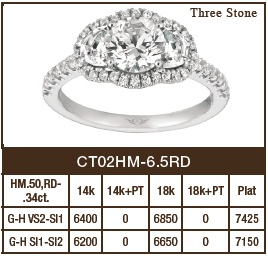 Three Stone
CT02HM-6.5RD
HM.50,RD-.34ct. 14k 14k+PT 18k 18k+PT Plat
G-H VS2-SI1 6400 0 6850 0 7425
G-H SI1-SI2 6200 0 6650 0 7150